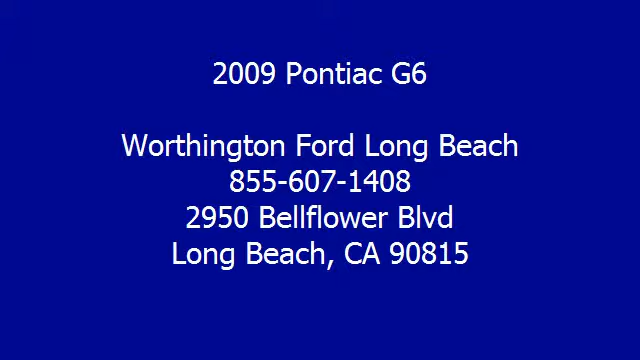 2009 Pontiac G6
Worthington Ford Long Beach
855-607-1408
2950 Bellflower Blvd
Long Beach, CA 90815